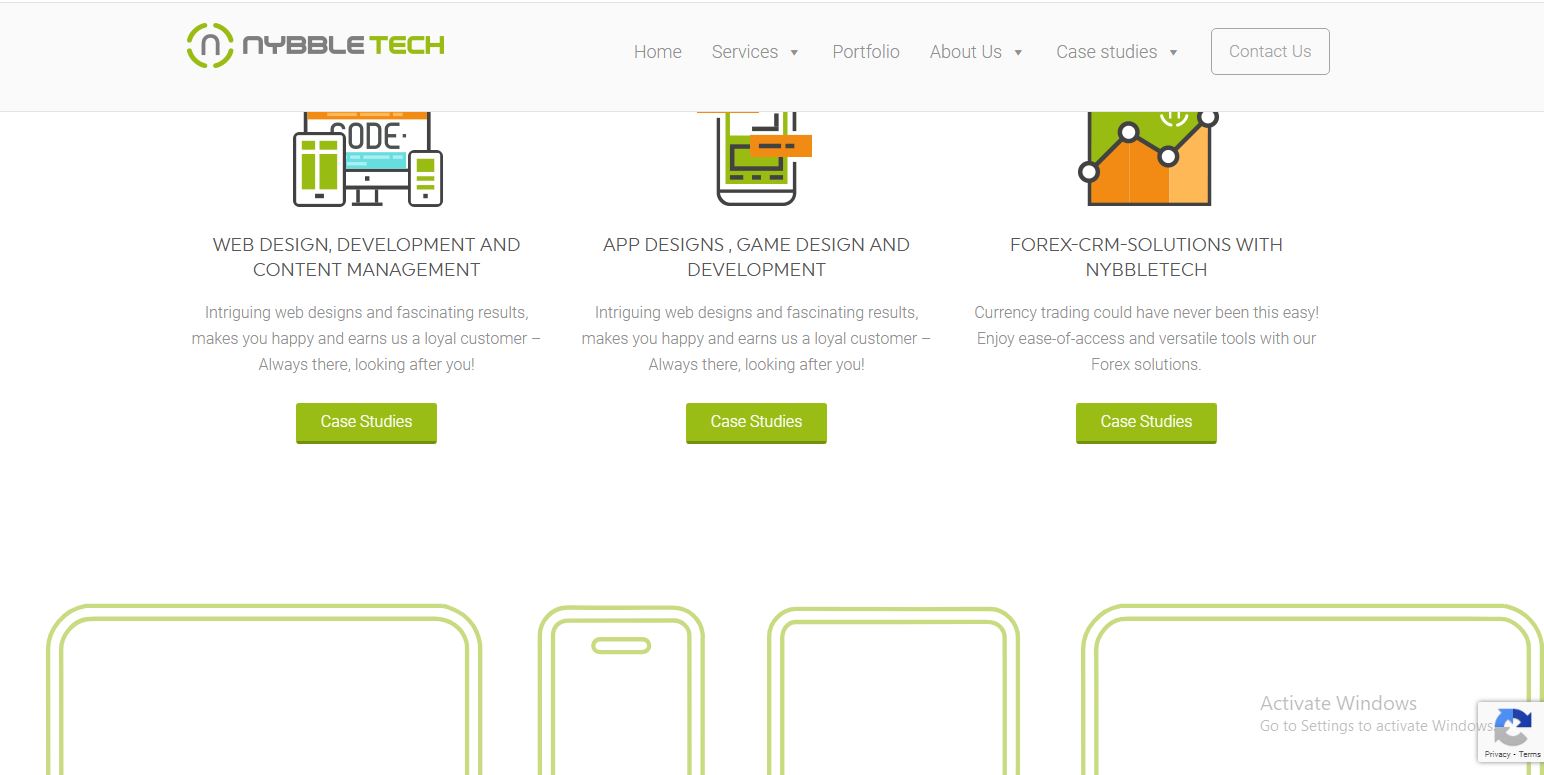 NYBBLE TECH
Home Services Portfolio About Us Case studies Contact Us
CODE
WEB DESIGN, DEVELOPMENT AND
CONTENT MANAGEMENT
Intriguing web designs and fascinating results,
makes you happy and earns us a loyal customer –
Always there, looking after you!
Case Studies
APP DESIGNS , GAME DESIGN AND
DEVELOPMENT
Intriguing web designs and fascinating results,
makes you happy and earns us a loyal customer –
Always there, looking after you!
Case Studies
FOREX-CRM-SOLUTIONS WITH
NYBBLETECH
Currency trading could have never been this easy!
Enjoy ease-of-access and versatile tools with our
Forex solutions.
Case Studies
Activate Windows
Go to Settings to activate Windows.
Privacy - Terms